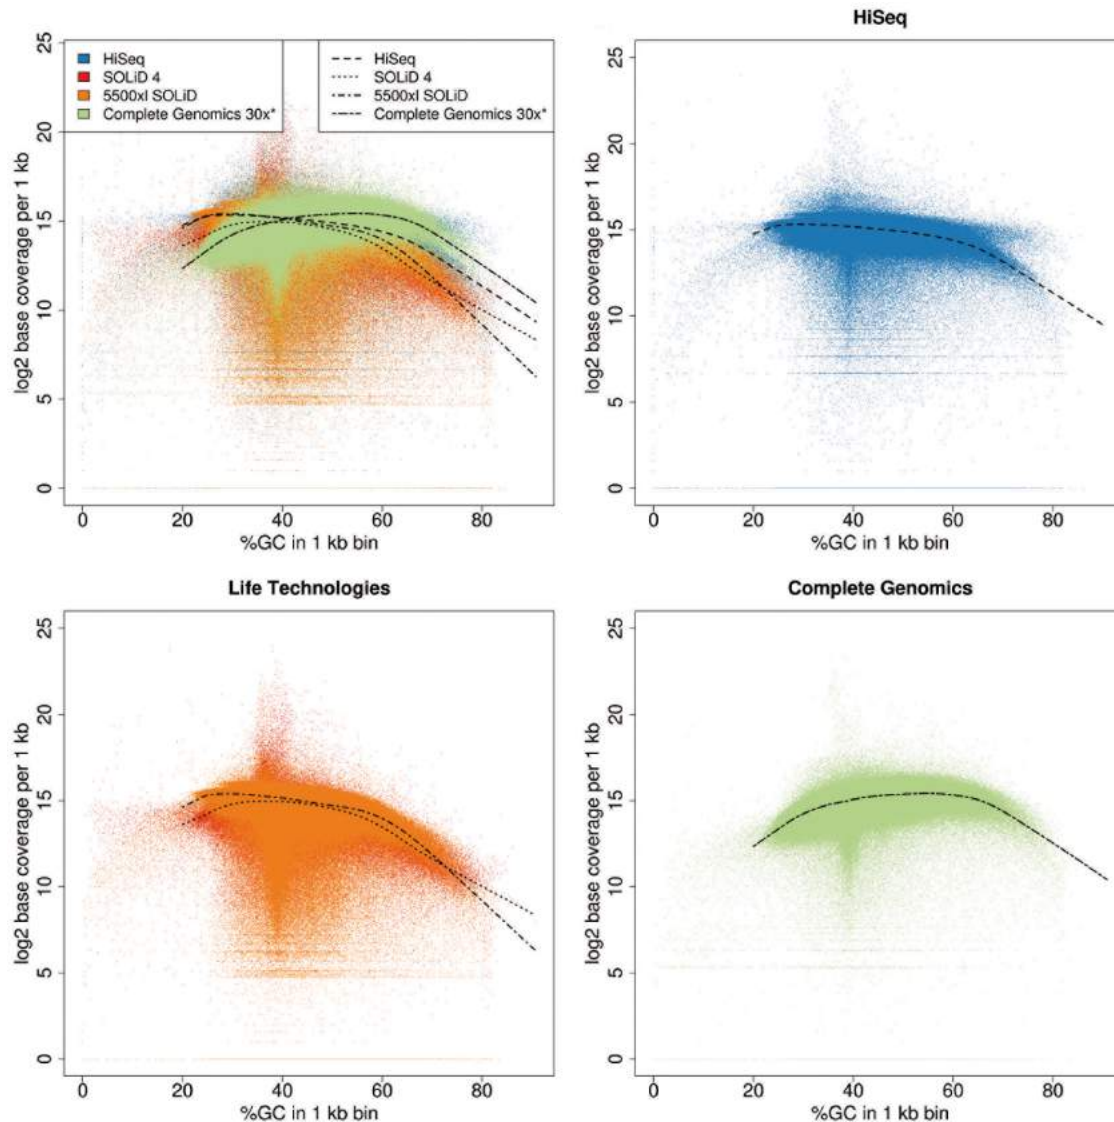 HiSeq
SOLiD 4
5500xl SOLiD
Complete Genomics 30x*
HiSeq
SOLiD 4
5500xl SOLiD
Complete Genomics 30x*
log2 base coverage per 1 kb
0
5
10
15
20
25
0
20
40
60
80
%GC in 1 kb bin
HiSeq
log2 base coverage per 1 kb
0
5
10
15
20
25
0
20
40
60
80
%GC in 1 kb bin
Life Technologies
log2 base coverage per 1 kb
0
5
10
15
20
25
0
20
40
60
80
%GC in 1 kb bin
Complete Genomics
log2 base coverage per 1 kb
0
5
10
15
20
25
0
20
40
60
80
%GC in 1 kb bin